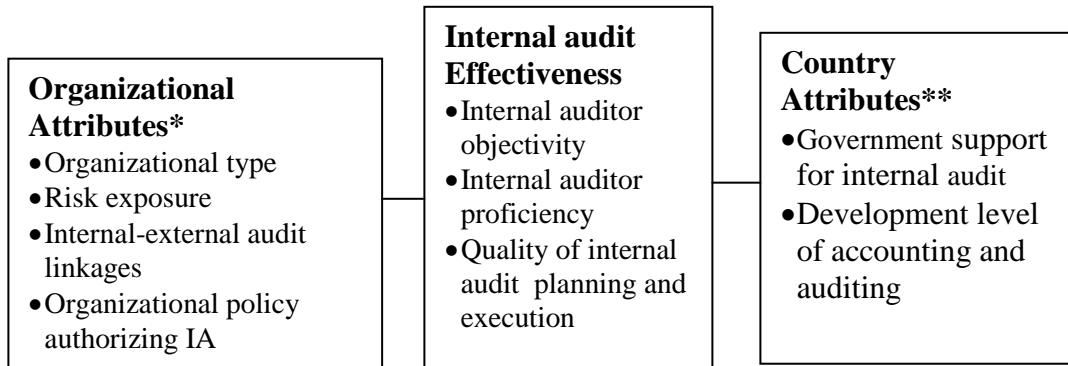 Organizational
Attributes*
•Organizational type
•Risk exposure
•Internal-external audit
linkages
•Organizational policy
authorizing IA
Internal audit
Effectiveness
•Internal auditor
objectivity
•Internal auditor
proficiency
•Quality of internal
audit planning and
execution
Country
Attributes**
•Government support
for internal audit
•Development level
of accounting and
auditing